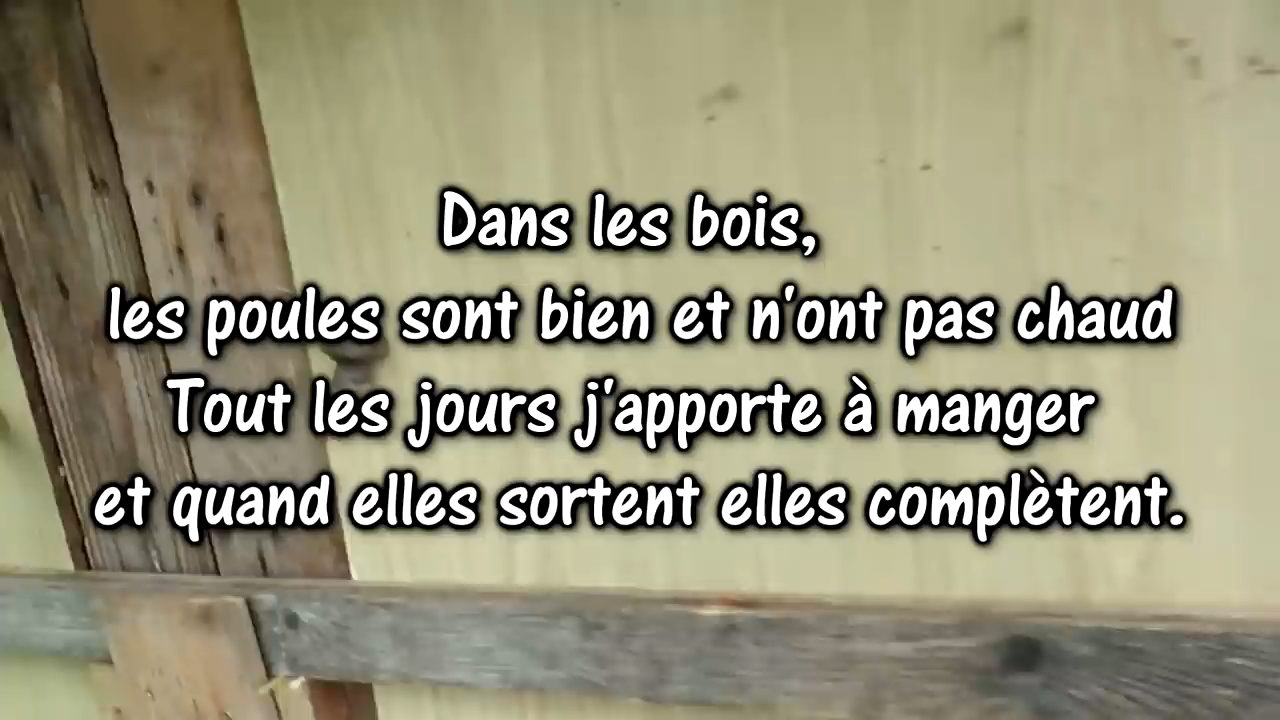 Dans les bois,
les poules sont bien et n'ont pas chaud
Tout les jours j'apporte à manger
et quand elles sortent elles complètent.